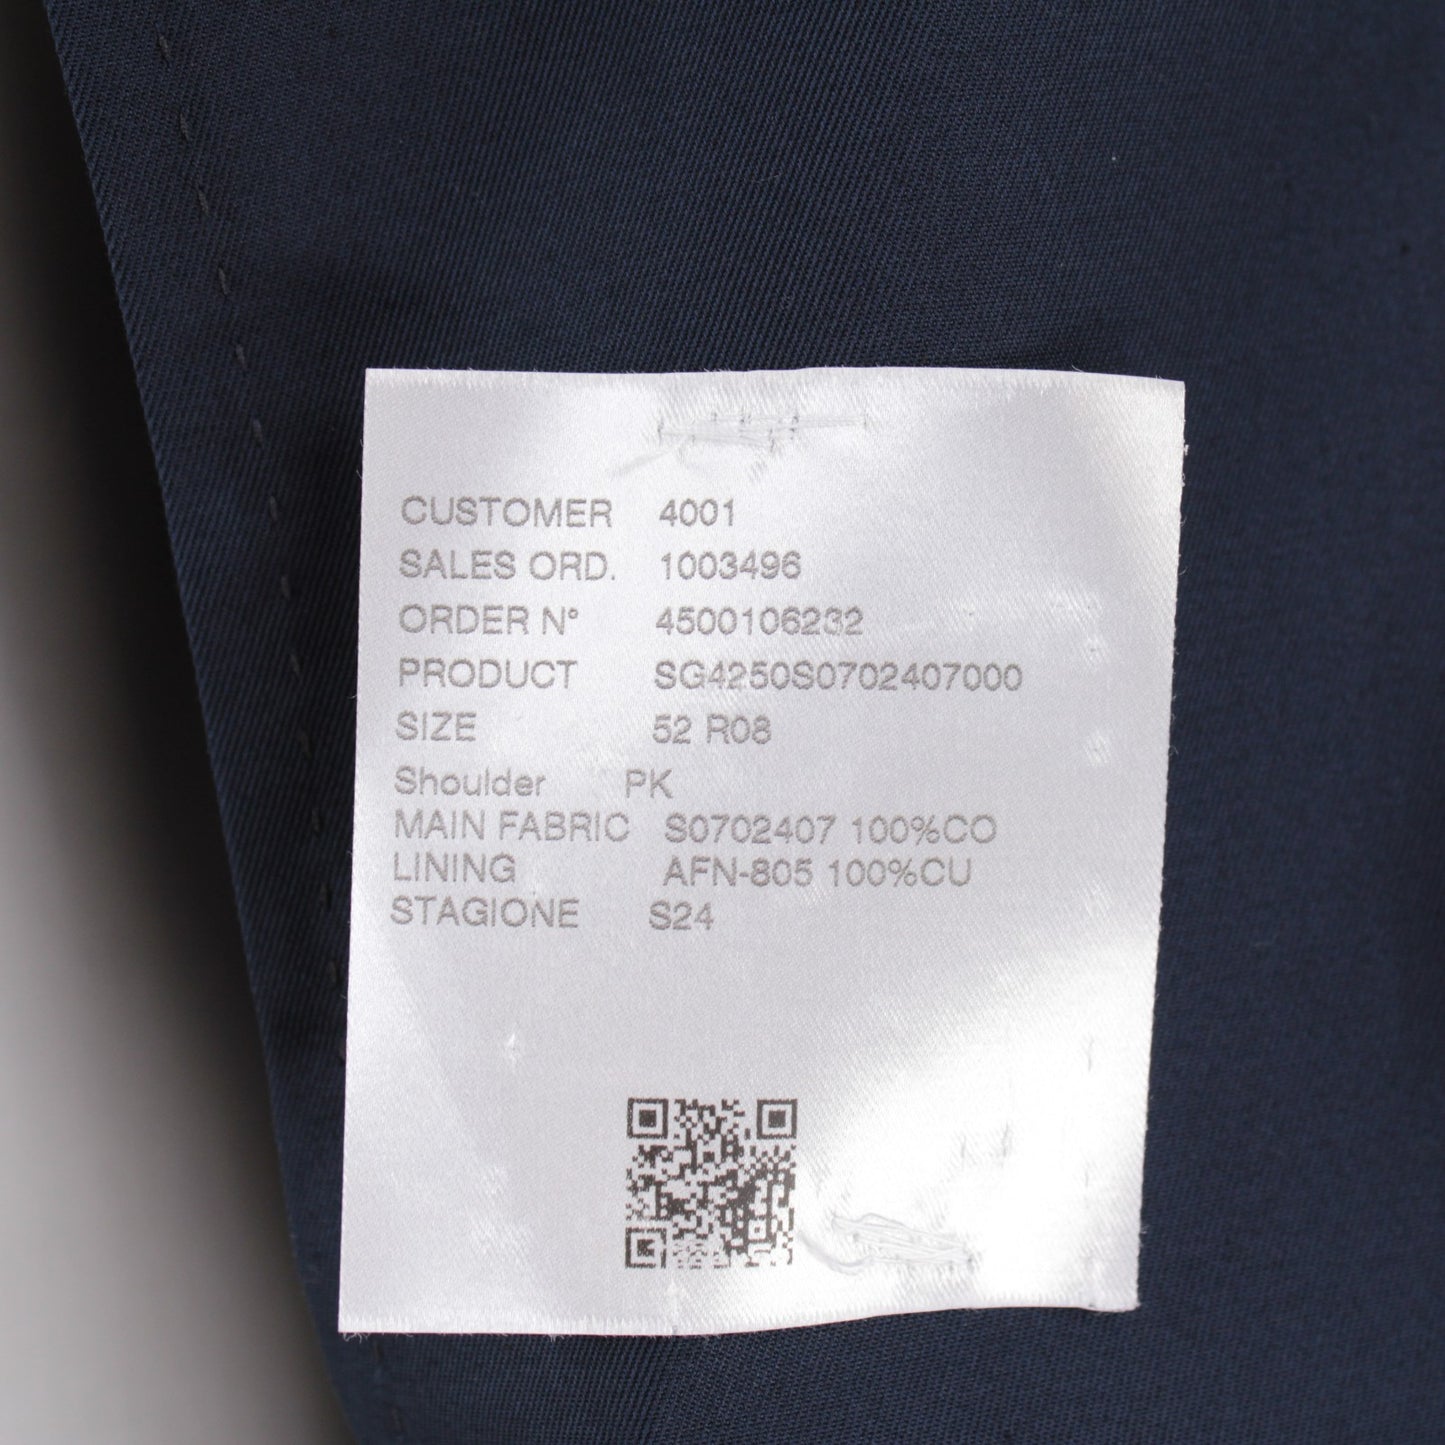 CUSTOMER 4001
SALES ORD. 1003496
ORDER N° 4500106232
PRODUCT SG4250S0702407000
SIZE 52 R08
Shoulder PK
MAIN FABRIC S0702407 100%CO
LINING AFN-805 100%CU
STAGIONE S24